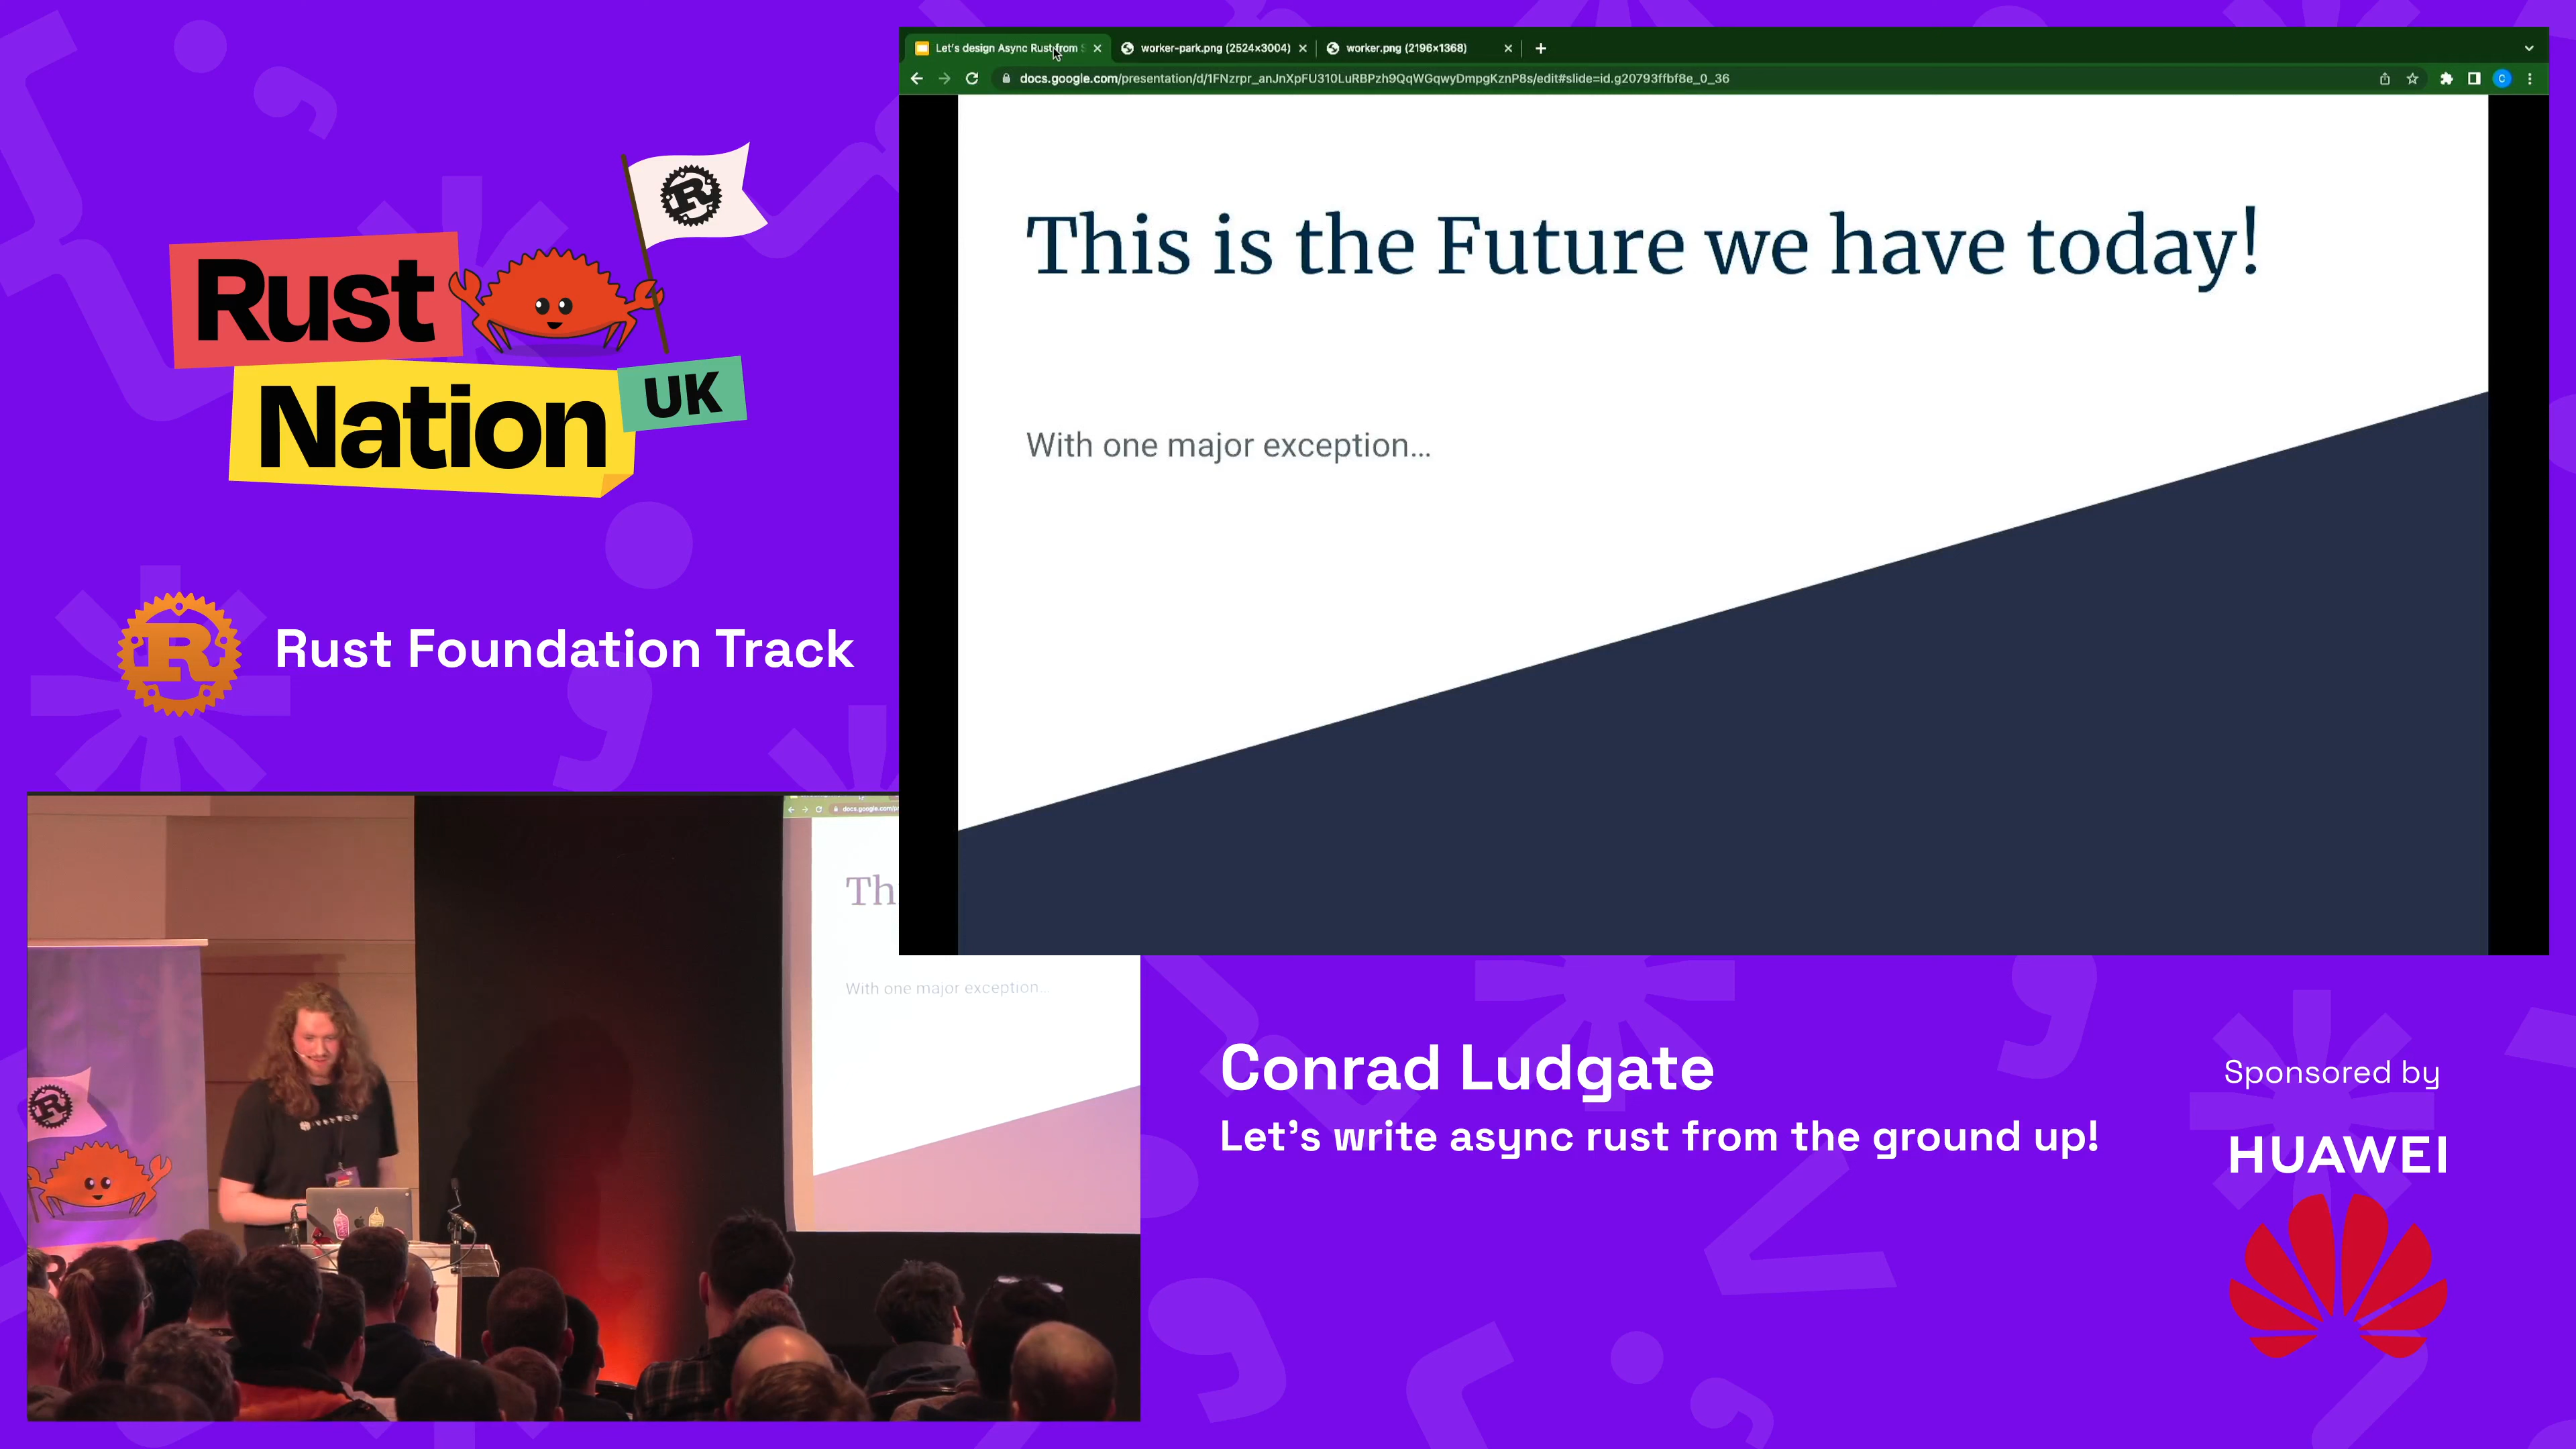 Let's design Async Rust from S
worker-park.png (2524×3004)
worker.png (2196×1368)
docs.google.com/presentation/d/1FNzrpr_anJnXpFU310LuRBPzh9QqWGqwyDmpgKznP8s/edit#slide=id.g20793ffbf8e_0_36
C
This is the Future we have today!
With one major exception...
R
Rust
Nation
UK
R
Rust Foundation Track
docs.google.com/p
Th
With one major exception...
R
Conrad Ludgate
Let's write async rust from the ground up!
Sponsored by
HUAWEI